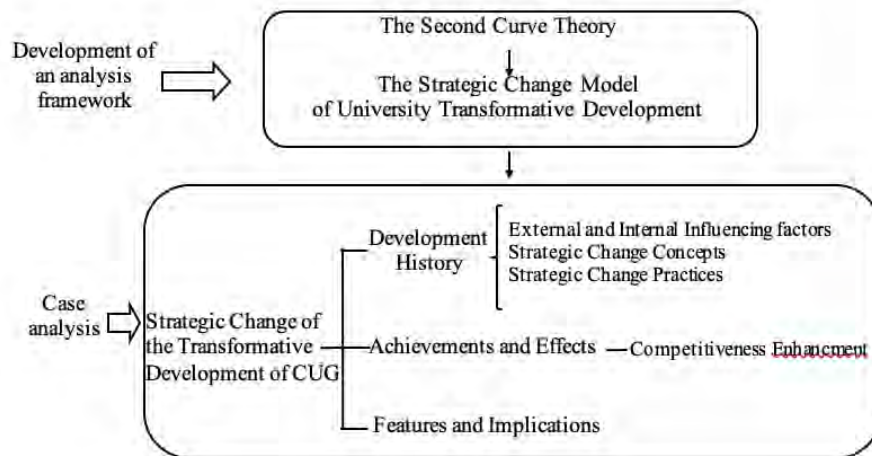 The Second Curve Theory
Development of
an analysis
framework
The Strategic Change Model
of University Transformative Development
Development
History
External and Internal Influencing factors
Strategic Change Concepts
Strategic Change Practices
Case
analysis
Strategic Change of
the Transformative
Development of CUG
Achievements and Effects
Competitiveness Enhancment
Features and Implications